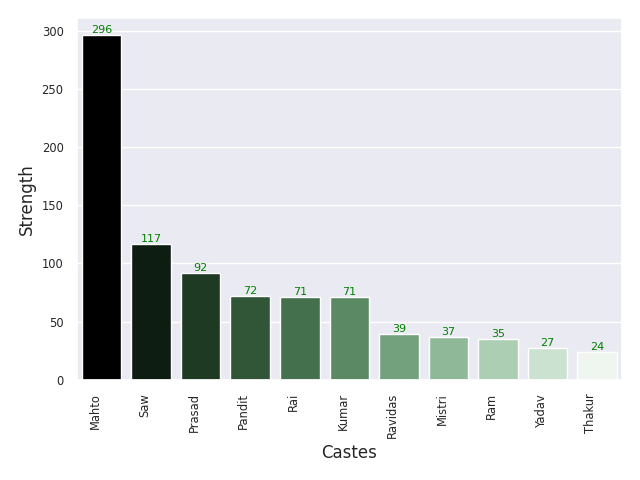 300
250
200
150
100
50
0
Strength
296
117
92
72
71
71
39
37
35
27
24
Mahto
Saw
Prasad
Pandit
Rai
Kumar
Ravidas
Mistri
Ram
Yadav
Thakur
Castes